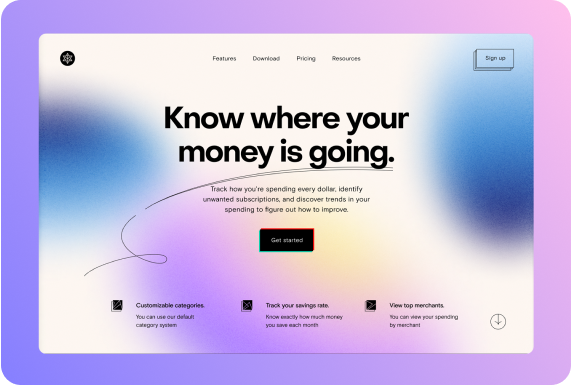 Features Download Pricing Resources Sign up
Know where your
money is going.
Track how you're spending every dollar, identify
unwanted subscriptions, and discover trends in your
spending to figure out how to improve.
Get started
Customizable categories.
You can use our default
category system
Track your savings rate.
Know exactly how much money
you save each month
View top merchants.
You can view your spending
by merchant